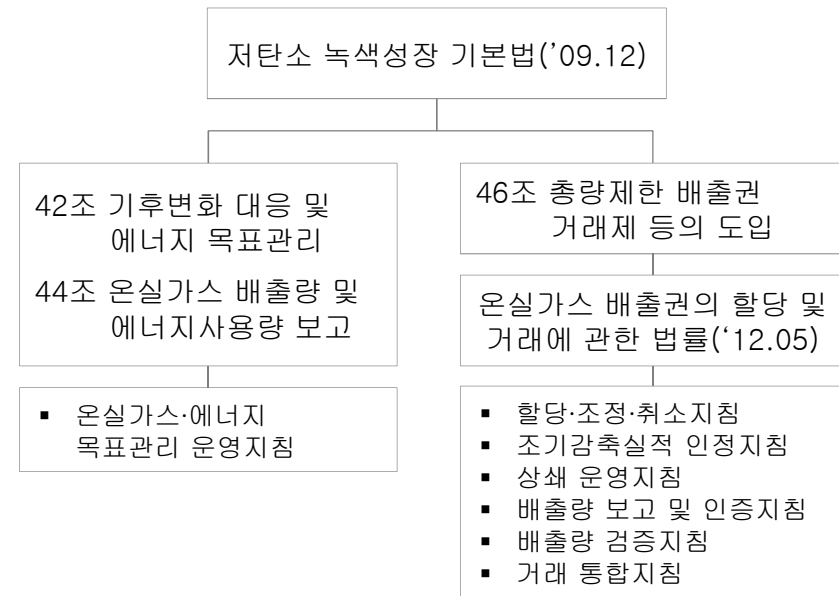 저탄소 녹색성장 기본법(’09.12)
42조 기후변화 대응 및
에너지 목표관리
44조 온실가스 배출량 및
에너지사용량 보고
▪ 온실가스·에너지
목표관리 운영지침
46조 총량제한 배출권
거래제 등의 도입
온실가스 배출권의 할당 및
거래에 관한 법률(‘12.05)
▪ 할당·조정·취소지침
▪ 조기감축실적 인정지침
▪ 상쇄 운영지침
▪ 배출량 보고 및 인증지침
▪ 배출량 검증지침
▪ 거래 통합지침